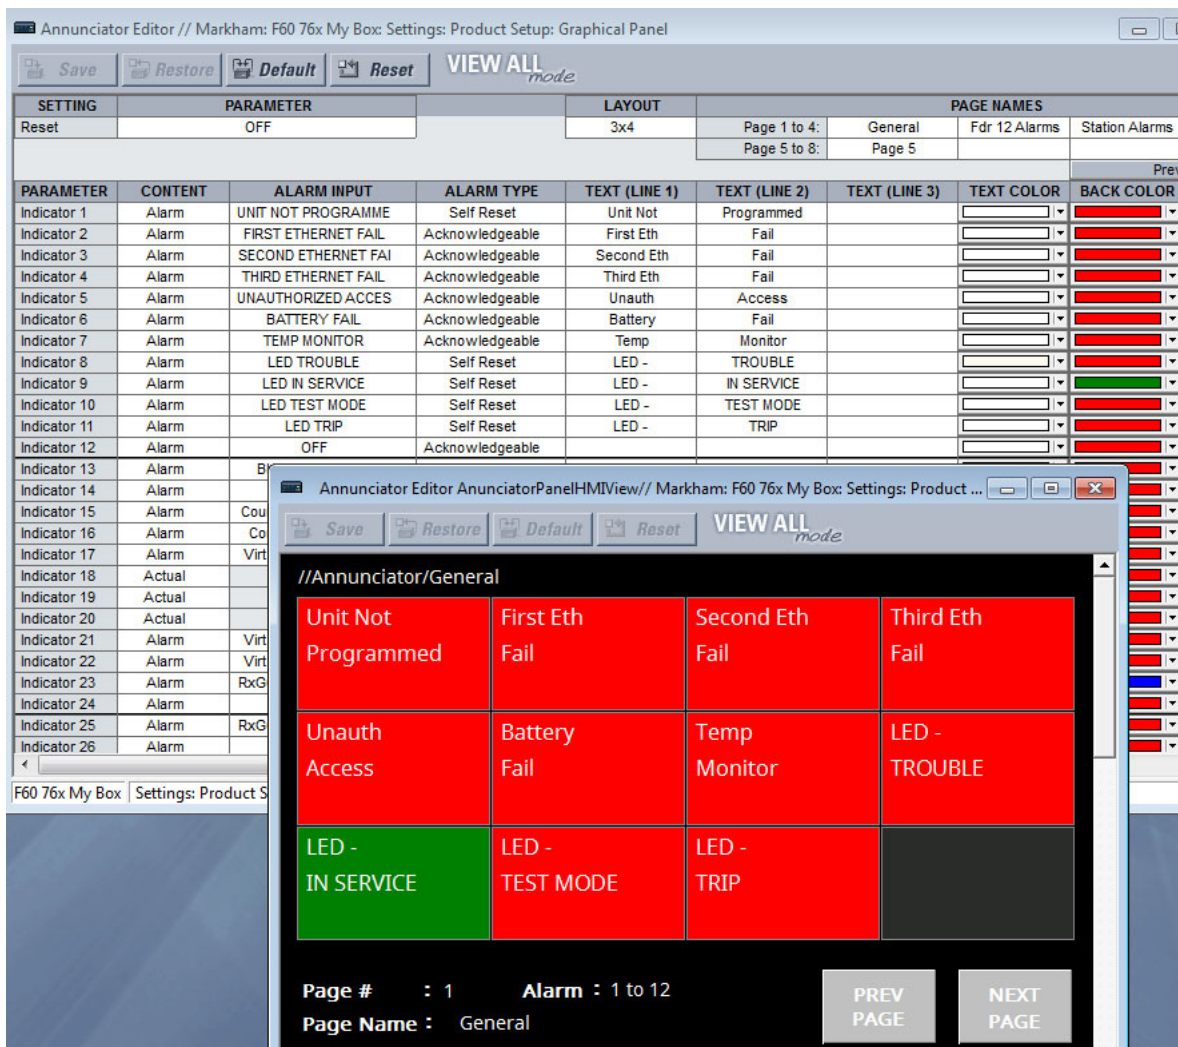 Annunciator Editor // Markham: F60 76x My Box: Settings: Product Setup: Graphical Panel
Save Restore Default Reset VIEW ALL mode
SETTING PARAMETER LAYOUT PAGE NAMES
Reset OFF 3x4 Page 1 to 4: General Fdr 12 Alarms Station Alarms
Page 5 to 8: Page 5
Prev
PARAMETER CONTENT ALARM INPUT ALARM TYPE TEXT (LINE 1) TEXT (LINE 2) TEXT (LINE 3) TEXT COLOR BACK COLOR
Indicator 1 Alarm UNIT NOT PROGRAMME Self Reset Unit Not Programmed
Indicator 2 Alarm FIRST ETHERNET FAIL Acknowledgeable First Eth Fail
Indicator 3 Alarm SECOND ETHERNET FAI Acknowledgeable Second Eth Fail
Indicator 4 Alarm THIRD ETHERNET FAIL Acknowledgeable Third Eth Fail
Indicator 5 Alarm UNAUTHORIZED ACCES Acknowledgeable Unauth Access
Indicator 6 Alarm BATTERY FAIL Acknowledgeable Battery Fail
Indicator 7 Alarm TEMP MONITOR Acknowledgeable Temp Monitor
Indicator 8 Alarm LED TROUBLE Self Reset LED - TROUBLE
Indicator 9 Alarm LED IN SERVICE Self Reset LED - IN SERVICE
Indicator 10 Alarm LED TEST MODE Self Reset LED - TEST MODE
Indicator 11 Alarm LED TRIP Self Reset LED - TRIP
Indicator 12 Alarm OFF Acknowledgeable
Indicator 13 Alarm
Indicator 14 Alarm
Indicator 15 Alarm Cou
Indicator 16 Alarm Co
Indicator 17 Alarm Virt
Indicator 18 Actual
Indicator 19 Actual
Indicator 20 Actual
Indicator 21 Alarm Virt
Indicator 22 Alarm Virt
Indicator 23 Alarm RxG
Indicator 24 Alarm
Indicator 25 Alarm RxG
Indicator 26 Alarm
F60 76x My Box Settings: Product S
Annunciator Editor AnunciatorPanelHMIView// Markham: F60 76x My Box: Settings: Product ...
Save Restore Default Reset VIEW ALL mode
//Annunciator/General
Unit Not First Eth Second Eth Third Eth
Programmed Fail Fail Fail
Unauth Battery Temp LED -
Access Fail Monitor TROUBLE
LED - LED - LED -
IN SERVICE TEST MODE TRIP
Page # : 1 Alarm : 1 to 12
Page Name : General
PREV PAGE
NEXT PAGE